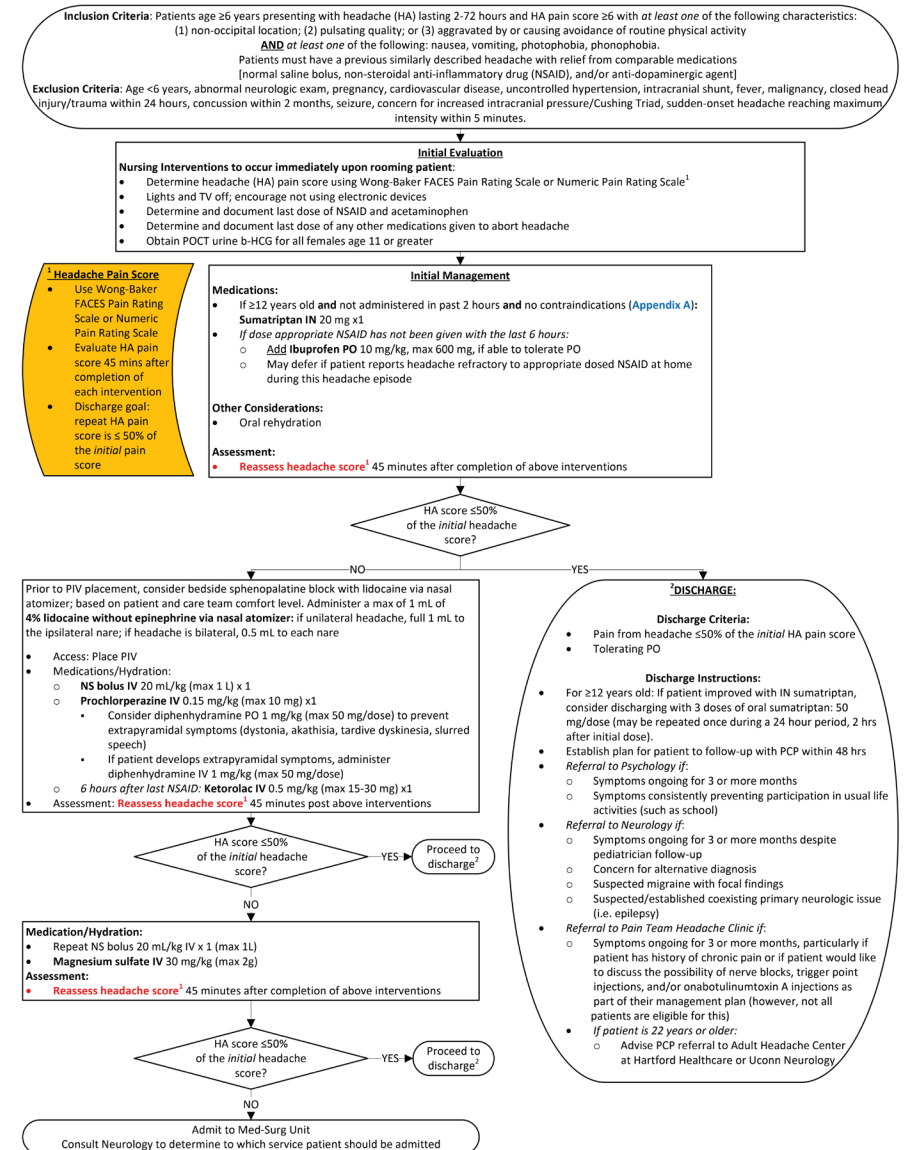 Inclusion Criteria: Patients age ≥6 years presenting with headache (HA) lasting 2-72 hours and HA pain score ≥6 with at least one of the following characteristics:
(1) non-occipital location; (2) pulsating quality; or (3) aggravated by or causing avoidance of routine physical activity
AND at least one of the following: nausea, vomiting, photophobia, phonophobia.
Patients must have a previous similarly described headache with relief from comparable medications
[normal saline bolus, non-steroidal anti-inflammatory drug (NSAID), and/or anti-dopaminergic agent]
Exclusion Criteria: Age <6 years, abnormal neurologic exam, pregnancy, cardiovascular disease, uncontrolled hypertension, intracranial shunt, fever, malignancy, closed head
injury/trauma within 24 hours, concussion within 2 months, seizure, concern for increased intracranial pressure/Cushing Triad, sudden-onset headache reaching maximum
intensity within 5 minutes.
Initial Evaluation
Nursing Interventions to occur immediately upon rooming patient:
• Determine headache (HA) pain score using Wong-Baker FACES Pain Rating Scale or Numeric Pain Rating Scale¹
• Lights and TV off; encourage not using electronic devices
• Determine and document last dose of NSAID and acetaminophen
• Determine and document last dose of any other medications given to abort headache
• Obtain POCT urine b-HCG for all females age 11 or greater
¹ Headache Pain Score
• Use Wong-Baker
FACES Pain Rating
Scale or Numeric
Pain Rating Scale
• Evaluate HA pain
score 45 mins after
completion of
each intervention
• Discharge goal:
repeat HA pain
score is ≤ 50% of
the initial pain
score
Initial Management
Medications:
• If ≥12 years old and not administered in past 2 hours and no contraindications (Appendix A):
Sumatriptan IN 20 mg x1
• If dose appropriate NSAID has not been given with the last 6 hours:
o Add Ibuprofen PO 10 mg/kg, max 600 mg, if able to tolerate PO
o May defer if patient reports headache refractory to appropriate dosed NSAID at home
during this headache episode
Other Considerations:
• Oral rehydration
Assessment:
• Reassess headache score¹ 45 minutes after completion of above interventions
HA score ≤50%
of the initial headache
score?
NO
YES
Prior to PIV placement, consider bedside sphenopalatine block with lidocaine via nasal
atomizer; based on patient and care team comfort level. Administer a max of 1 mL of
4% lidocaine without epinephrine via nasal atomizer: if unilateral headache, full 1 mL to
the ipsilateral nare; if headache is bilateral, 0.5 mL to each nare
• Access: Place PIV
• Medications/Hydration:
o NS bolus IV 20 mL/kg (max 1 L) x 1
o Prochlorperazine IV 0.15 mg/kg (max 10 mg) x1
▪ Consider diphenhydramine PO 1 mg/kg (max 50 mg/dose) to prevent
extrapyramidal symptoms (dystonia, akathisia, tardive dyskinesia, slurred
speech)
▪ If patient develops extrapyramidal symptoms, administer
diphenhydramine IV 1 mg/kg (max 50 mg/dose)
o 6 hours after last NSAID: Ketorolac IV 0.5 mg/kg (max 15-30 mg) x1
• Assessment: Reassess headache score¹ 45 minutes post above interventions
HA score ≤50%
of the initial headache
score?
YES
Proceed to
discharge²
NO
Medication/Hydration:
• Repeat NS bolus 20 mL/kg IV x 1 (max 1L)
• Magnesium sulfate IV 30 mg/kg (max 2g)
Assessment:
• Reassess headache score¹ 45 minutes after completion of above interventions
HA score ≤50%
of the initial headache
score?
YES
Proceed to
discharge²
NO
Admit to Med-Surg Unit
Consult Neurology to determine to which service patient should be admitted
²DISCHARGE:
Discharge Criteria:
• Pain from headache ≤50% of the initial HA pain score
• Tolerating PO
Discharge Instructions:
• For ≥12 years old: If patient improved with IN sumatriptan,
consider discharging with 3 doses of oral sumatriptan: 50
mg/dose (may be repeated once during a 24 hour period, 2 hrs
after initial dose).
• Establish plan for patient to follow-up with PCP within 48 hrs
• Referral to Psychology if:
o Symptoms ongoing for 3 or more months
o Symptoms consistently preventing participation in usual life
activities (such as school)
• Referral to Neurology if:
o Symptoms ongoing for 3 or more months despite
pediatrician follow-up
o Concern for alternative diagnosis
o Suspected migraine with focal findings
o Suspected/established coexisting primary neurologic issue
(i.e. epilepsy)
• Referral to Pain Team Headache Clinic if:
o Symptoms ongoing for 3 or more months, particularly if
patient has history of chronic pain or if patient would like
to discuss the possibility of nerve blocks, trigger point
injections, and/or onabotulinumtoxin A injections as
part of their management plan (however, not all
patients are eligible for this)
• If patient is 22 years or older:
o Advise PCP referral to Adult Headache Center
at Hartford Healthcare or Uconn Neurology